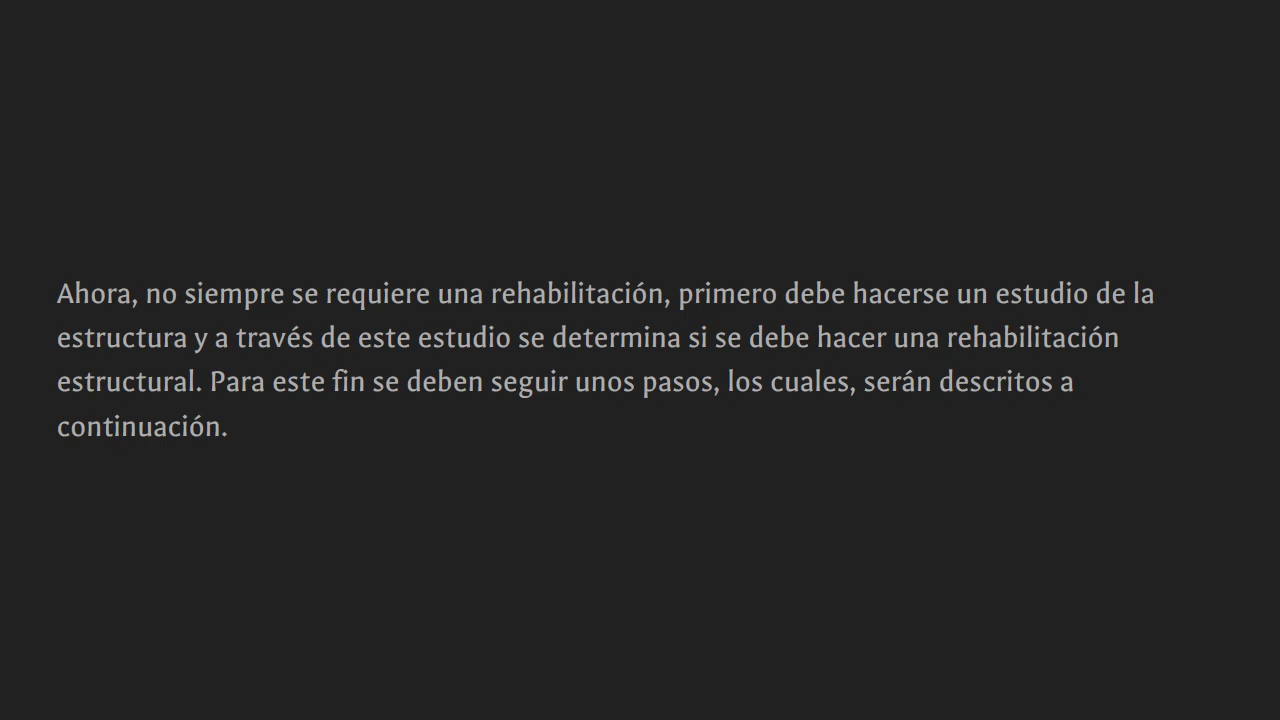 Ahora, no siempre se requiere una rehabilitación, primero debe hacerse un estudio de la
estructura y a través de este estudio se determina si se debe hacer una rehabilitación
estructural. Para este fin se deben seguir unos pasos, los cuales, serán descritos a
continuación.